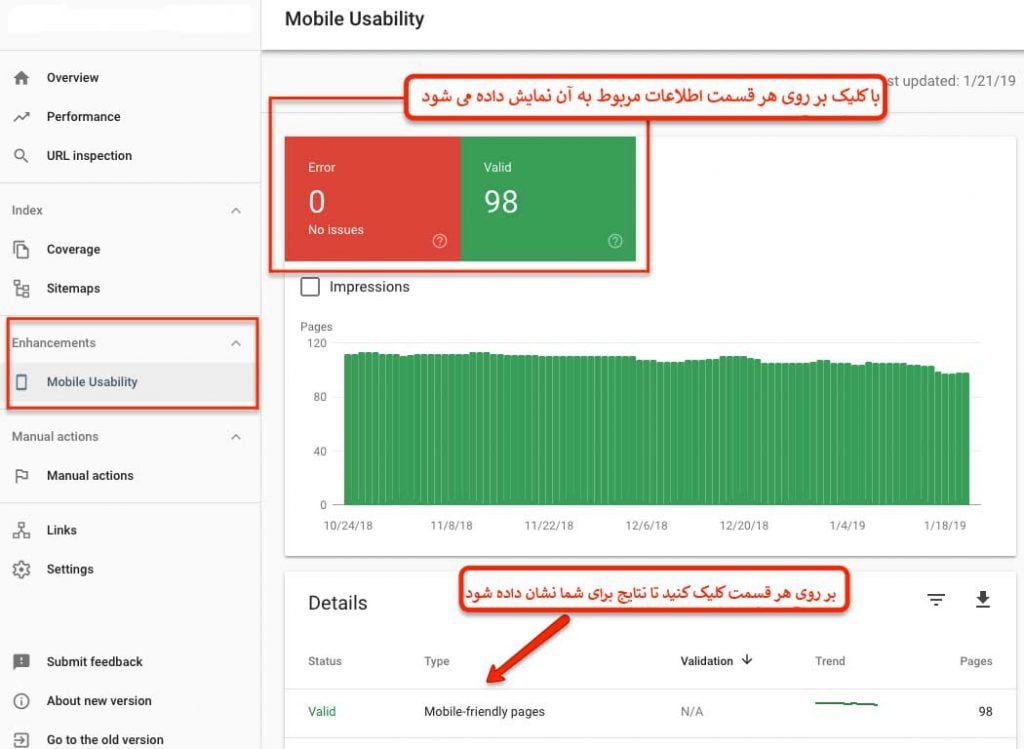 Mobile Usability
Overview
Performance
URL inspection
Index
Coverage
Sitemaps
Enhancements
Mobile Usability
Manual actions
Manual actions
Links
Settings
Submit feedback
About new version
Go to the old version
st updated: 1/21/19
با کلیک بر روی هر قسمت اطلاعات مربوط به آن نمایش داده می شود
Error
0
No issues
Valid
98
Impressions
Pages
120
80
40
0
10/24/18 11/8/18 11/22/18 12/6/18 12/20/18 1/4/19 1/18/19
بر روی هر قسمت کلیک کنید تا نتایج برای شما نشان داده شود
Details
Status Type Validation Trend Pages
Valid Mobile-friendly pages N/A 98